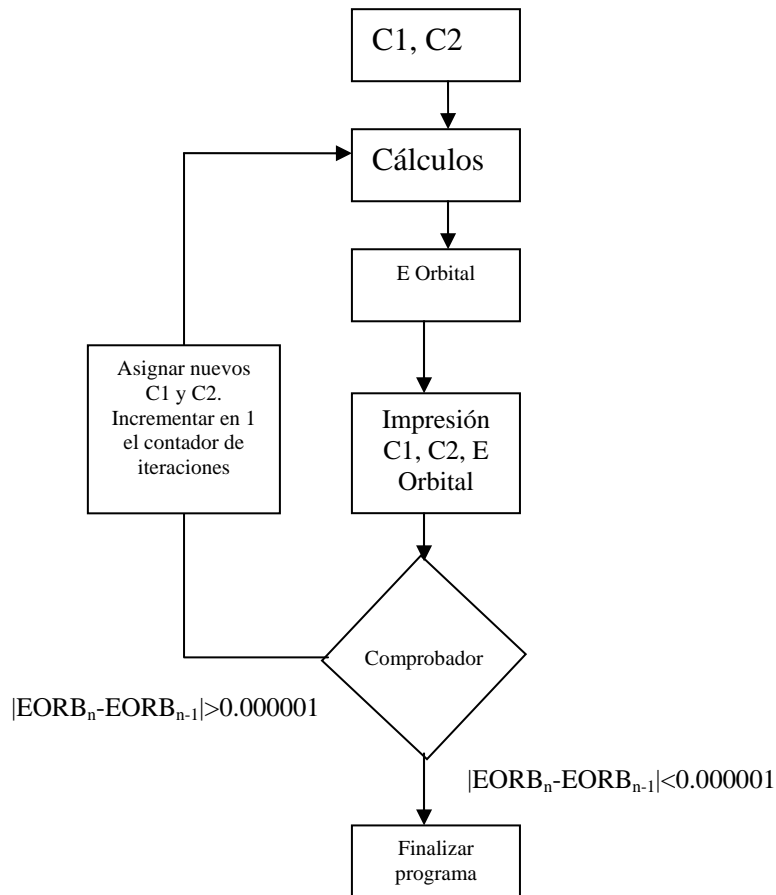 C1, C2
Cálculos
E Orbital
Asignar nuevos
C1 y C2.
Incrementar en 1
el contador de
iteraciones
Impresión
C1, C2, E
Orbital
Comprobador
|EORBₙ-EORBₙ₋₁|>0.000001
|EORBₙ-EORBₙ₋₁|<0.000001
Finalizar
programa